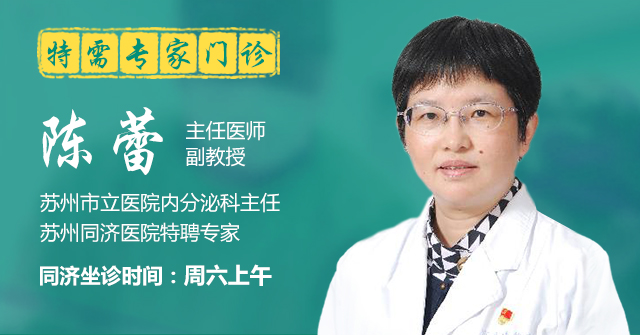 特需专家门诊
陈蕾
主任医师
副教授
苏州市立医院内分泌科主任
苏州同济医院特聘专家
同济坐诊时间：周六上午